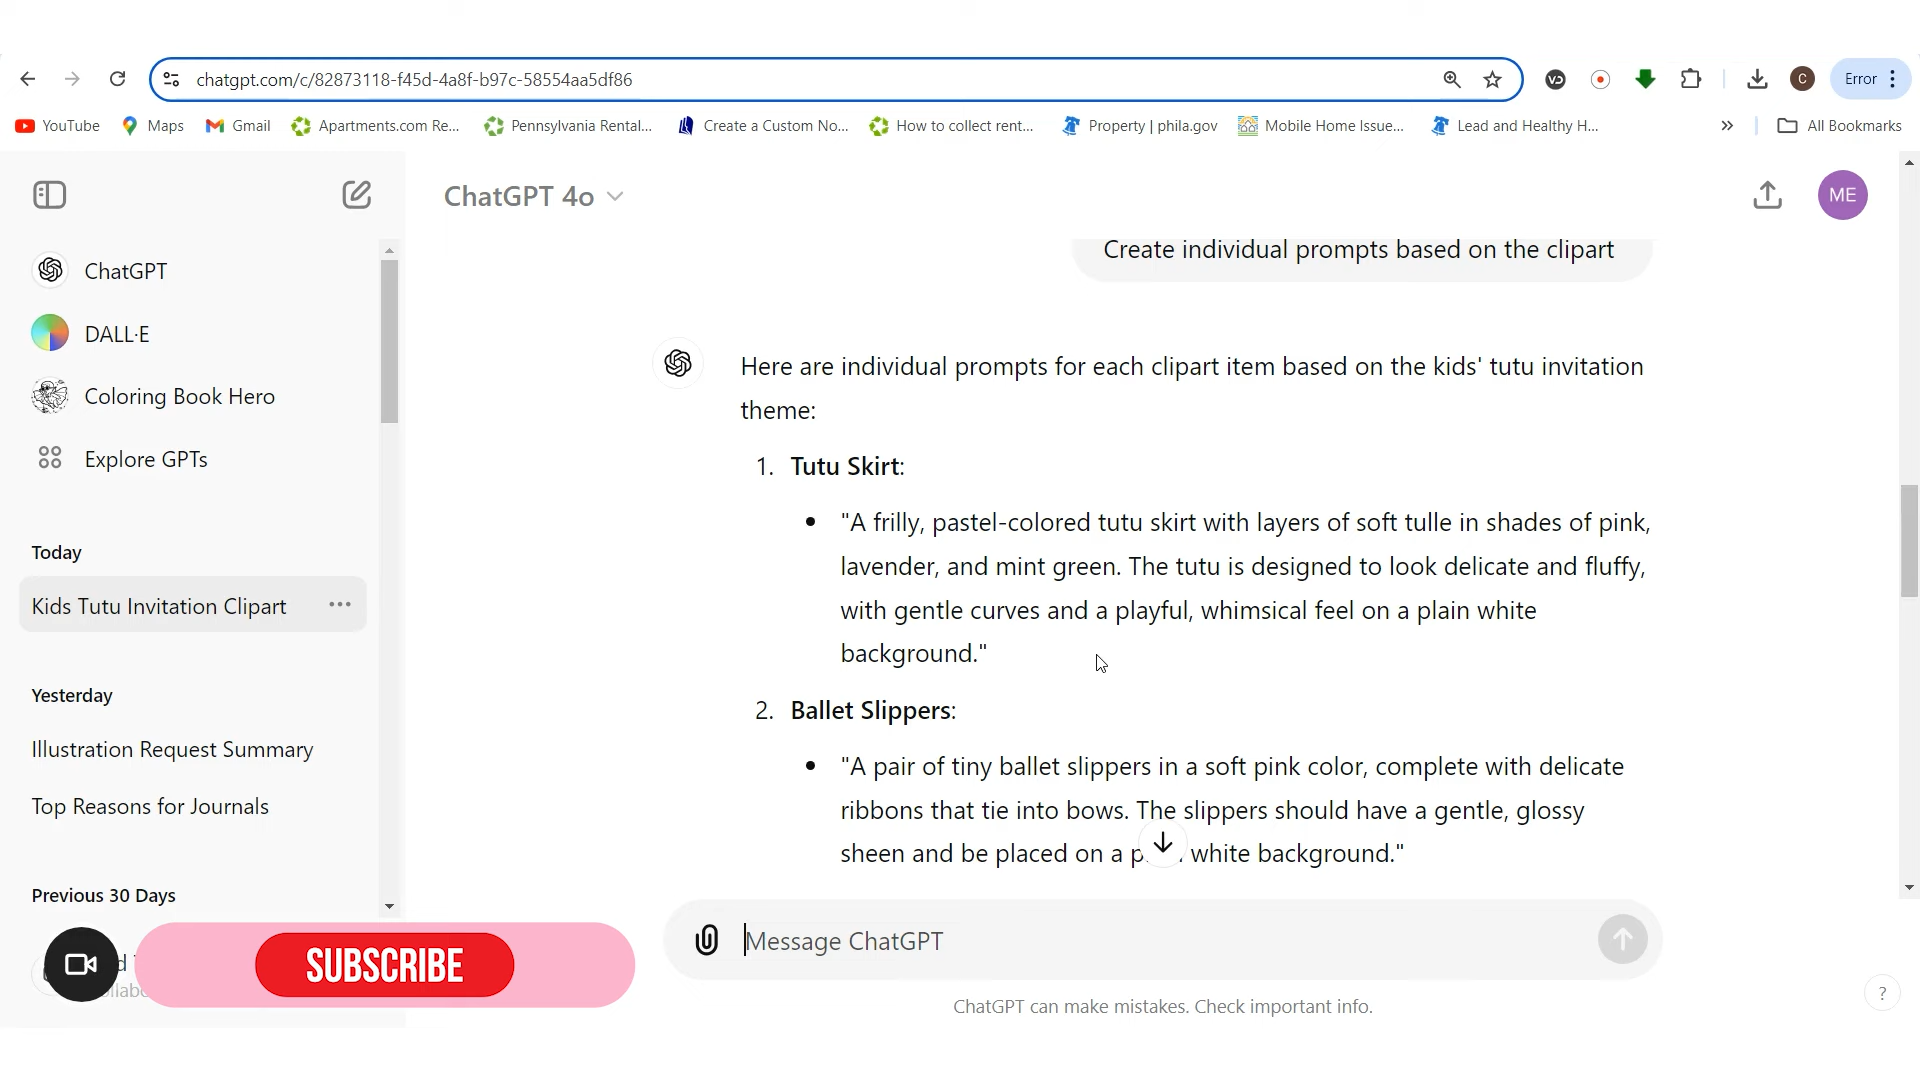 chatgpt.com/c/82873118-f45d-4a8f-b97c-58554aa5df86
VD
C
Error
YouTube
Maps
Gmail
Apartments.com Re...
Pennsylvania Rental...
Create a Custom No...
How to collect rent...
Property | phila.gov
Mobile Home Issue...
Lead and Healthy H...
»
All Bookmarks
ChatGPT 4o
ME
ChatGPT
DALL·E
Coloring Book Hero
Explore GPTs
Today
Kids Tutu Invitation Clipart
Yesterday
Illustration Request Summary
Top Reasons for Journals
Previous 30 Days
SUBSCRIBE
Create individual prompts based on the clipart
Here are individual prompts for each clipart item based on the kids' tutu invitation
theme:
1. Tutu Skirt:
• "A frilly, pastel-colored tutu skirt with layers of soft tulle in shades of pink,
lavender, and mint green. The tutu is designed to look delicate and fluffy,
with gentle curves and a playful, whimsical feel on a plain white
background."
2. Ballet Slippers:
• "A pair of tiny ballet slippers in a soft pink color, complete with delicate
ribbons that tie into bows. The slippers should have a gentle, glossy
sheen and be placed on a white background."
Message ChatGPT
ChatGPT can make mistakes. Check important info.
?